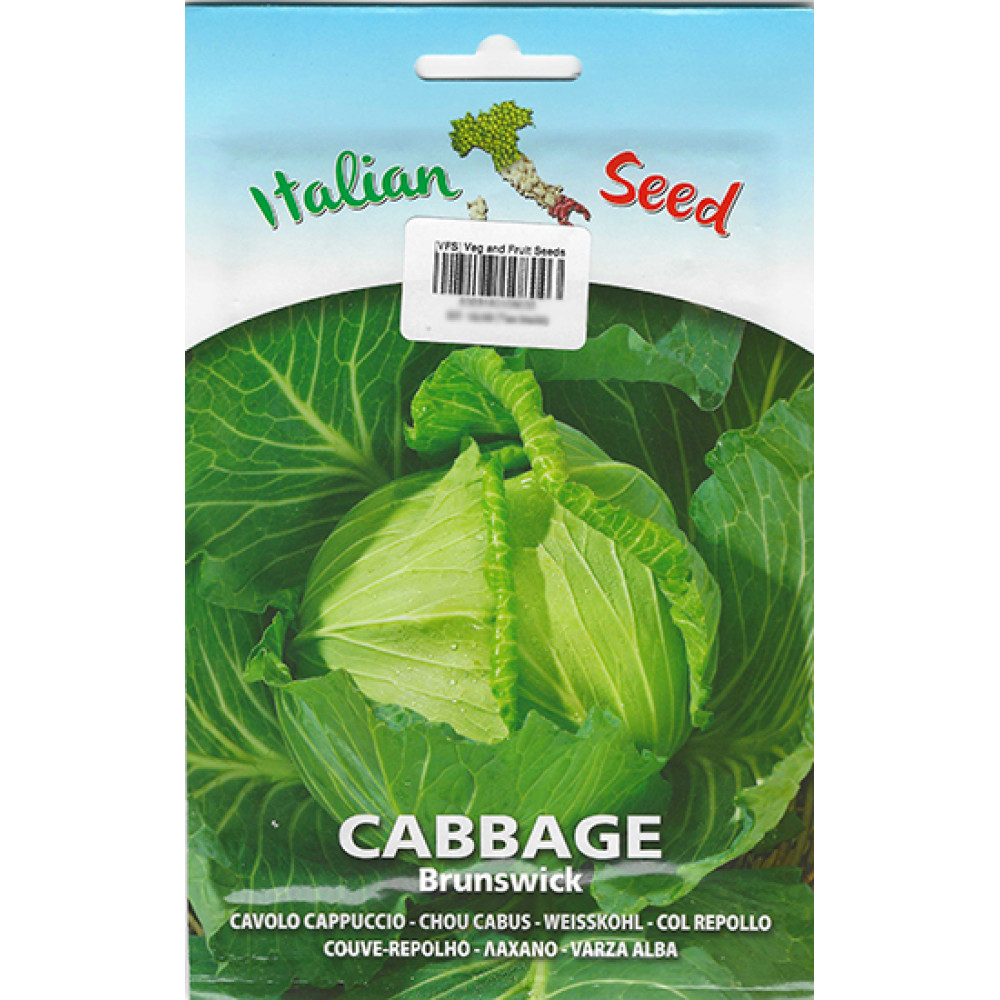 Italian Seed
[VFS] Veg and Fruit Seeds
CABBAGE
Brunswick
CAVOLO CAPPUCCIO - CHOU CABUS - WEISSKOHL - COL REPOLLO
COUVE-REPOLHO - ΛΑΧΑΝΟ - VARZA ALBA